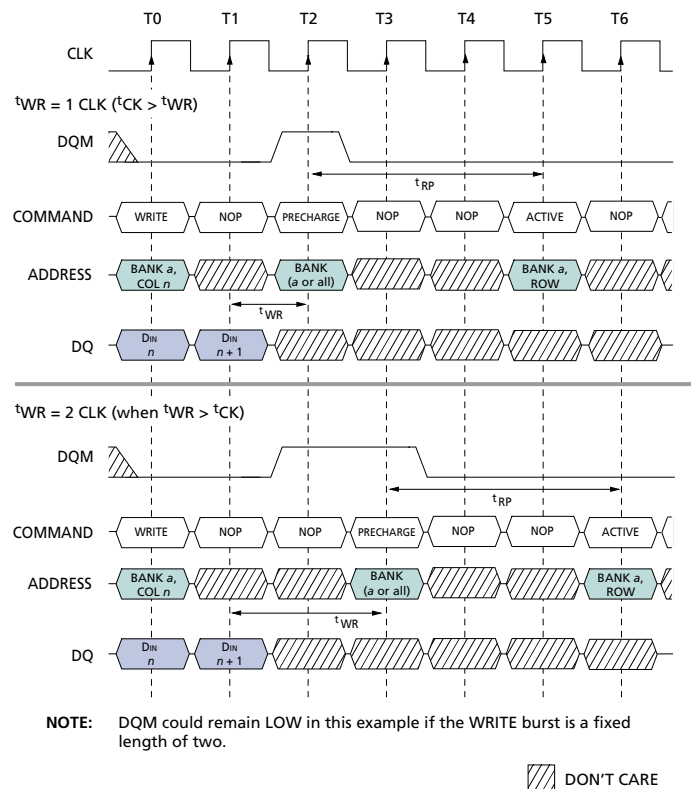 T0 T1 T2 T3 T4 T5 T6
CLK
tWR = 1 CLK (tCK > tWR)
DQM
tRP
COMMAND WRITE NOP PRECHARGE NOP NOP ACTIVE NOP
ADDRESS BANK a, COL n BANK (a or all) BANK a, ROW
tWR
DQ DIN n DIN n + 1
tWR = 2 CLK (when tWR > tCK)
DQM
tRP
COMMAND WRITE NOP NOP PRECHARGE NOP NOP ACTIVE
ADDRESS BANK a, COL n BANK (a or all) BANK a, ROW
tWR
DQ DIN n DIN n + 1
NOTE: DQM could remain LOW in this example if the WRITE burst is a fixed
length of two.
DON'T CARE